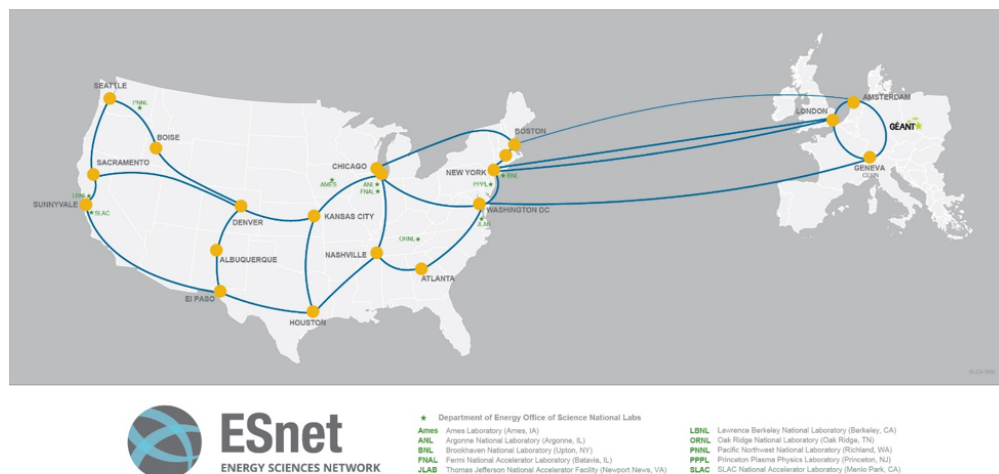 SEATTLE
PNNL
BOISE
SACRAMENTO
LBNL
SUNNYVALE
SLAC
DENVER
ALBUQUERQUE
EL PASO
HOUSTON
KANSAS CITY
CHICAGO
AMES
ANL
FNAL
NASHVILLE
ORNL
ATLANTA
BOSTON
NEW YORK
BNL
PPPL
WASHINGTON DC
JLAB
LONDON
AMSTERDAM
GÉANT
GENEVA
CERN
ESnet
ENERGY SCIENCES NETWORK
Department of Energy Office of Science National Labs
Ames Ames Laboratory (Ames, IA)
ANL Argonne National Laboratory (Argonne, IL)
BNL Brookhaven National Laboratory (Upton, NY)
FNAL Fermi National Accelerator Laboratory (Batavia, IL)
JLAB Thomas Jefferson National Accelerator Facility (Newport News, VA)
LBNL Lawrence Berkeley National Laboratory (Berkeley, CA)
ORNL Oak Ridge National Laboratory (Oak Ridge, TN)
PNNL Pacific Northwest National Laboratory (Richland, WA)
PPPL Princeton Plasma Physics Laboratory (Princeton, NJ)
SLAC SLAC National Accelerator Laboratory (Menlo Park, CA)